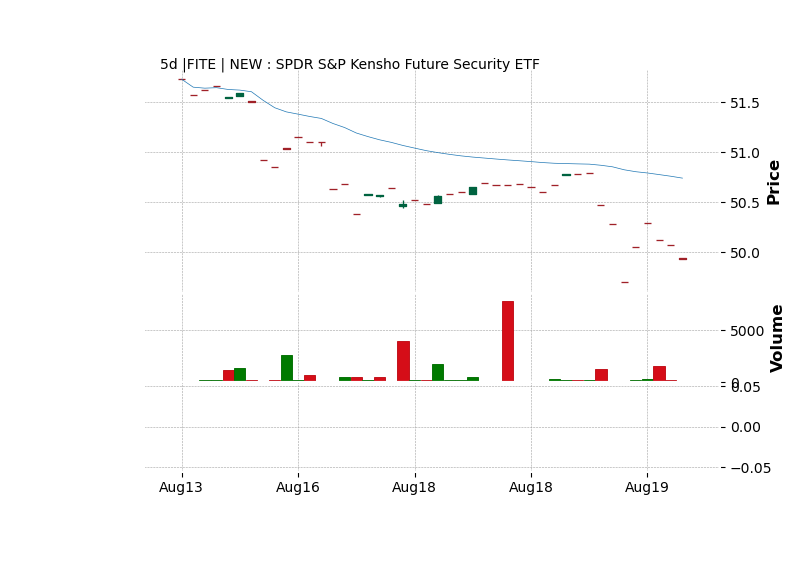 5d |FITE | NEW : SPDR S&P Kensho Future Security ETF
51.5
51.0
50.5
50.0
Price
5000
0
Volume
0.05
0.00
−0.05
Aug13 Aug16 Aug18 Aug18 Aug19